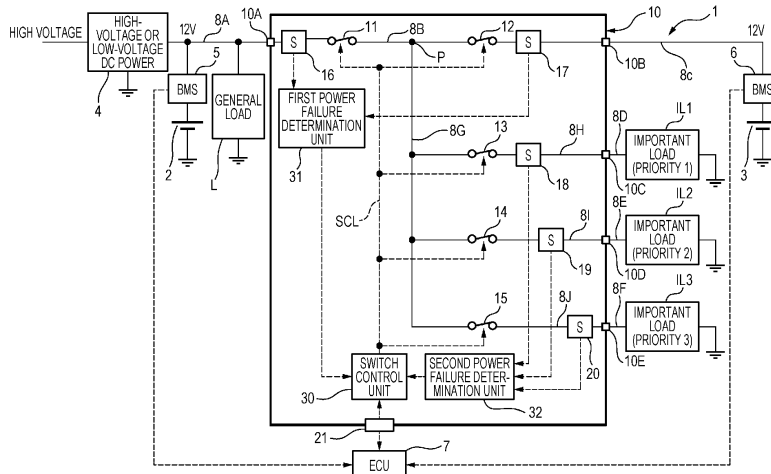 HIGH VOLTAGE
HIGH-
VOLTAGE OR
LOW-VOLTAGE
DC POWER
4
12V
8A
10A
5
BMS
2
GENERAL
LOAD
L
S
16
11
8B
P
12
S
17
10
10B
1
8c
12V
6
BMS
3
FIRST POWER
FAILURE
DETERMINATION
UNIT
31
8G
13
S
18
8H
8D
10C
IL1
IMPORTANT
LOAD
(PRIORITY 1)
SCL
14
S
19
8I
8E
10D
IL2
IMPORTANT
LOAD
(PRIORITY 2)
15
8J
S
20
8F
10E
IL3
IMPORTANT
LOAD
(PRIORITY 3)
SWITCH
CONTROL
UNIT
30
SECOND POWER
FAILURE DETER-
MINATION UNIT
32
21
7
ECU